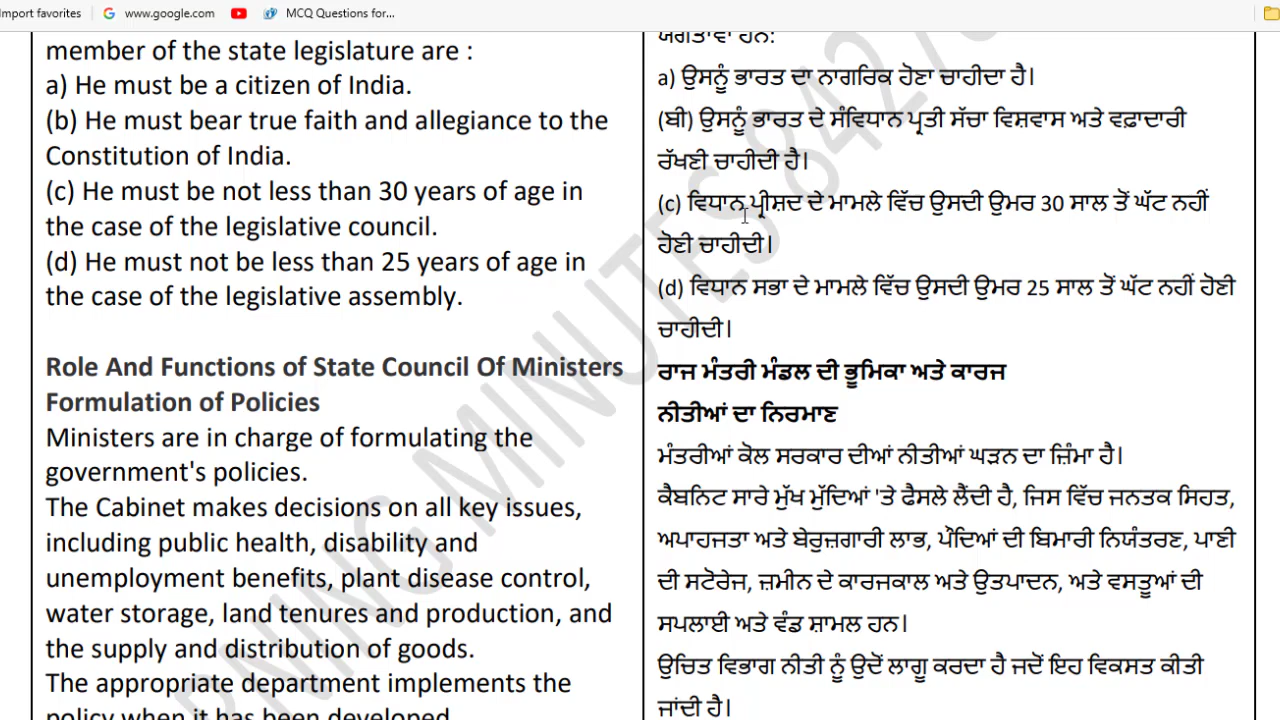 Import favorites
www.google.com
MCQ Questions for...
member of the state legislature are :
a) He must be a citizen of India.
(b) He must bear true faith and allegiance to the
Constitution of India.
(c) He must be not less than 30 years of age in
the case of the legislative council.
(d) He must not be less than 25 years of age in
the case of the legislative assembly.
Role And Functions of State Council Of Ministers
Formulation of Policies
Ministers are in charge of formulating the
government's policies.
The Cabinet makes decisions on all key issues,
including public health, disability and
unemployment benefits, plant disease control,
water storage, land tenures and production, and
the supply and distribution of goods.
The appropriate department implements the
policy when it has been developed.
ਯੋਗਤਾਵਾਂ ਹਨ:
a) ਉਸਨੂੰ ਭਾਰਤ ਦਾ ਨਾਗਰਿਕ ਹੋਣਾ ਚਾਹੀਦਾ ਹੈ।
(ਬੀ) ਉਸਨੂੰ ਭਾਰਤ ਦੇ ਸੰਵਿਧਾਨ ਪ੍ਰਤੀ ਸੱਚਾ ਵਿਸ਼ਵਾਸ ਅਤੇ ਵਫ਼ਾਦਾਰੀ
ਰੱਖਣੀ ਚਾਹੀਦੀ ਹੈ।
(c) ਵਿਧਾਨ ਪ੍ਰੀਸ਼ਦ ਦੇ ਮਾਮਲੇ ਵਿੱਚ ਉਸਦੀ ਉਮਰ 30 ਸਾਲ ਤੋਂ ਘੱਟ ਨਹੀਂ
ਹੋਣੀ ਚਾਹੀਦੀ।
(d) ਵਿਧਾਨ ਸਭਾ ਦੇ ਮਾਮਲੇ ਵਿੱਚ ਉਸਦੀ ਉਮਰ 25 ਸਾਲ ਤੋਂ ਘੱਟ ਨਹੀਂ ਹੋਣੀ
ਚਾਹੀਦੀ।
ਰਾਜ ਮੰਤਰੀ ਮੰਡਲ ਦੀ ਭੂਮਿਕਾ ਅਤੇ ਕਾਰਜ
ਨੀਤੀਆਂ ਦਾ ਨਿਰਮਾਣ
ਮੰਤਰੀਆਂ ਕੋਲ ਸਰਕਾਰ ਦੀਆਂ ਨੀਤੀਆਂ ਘੜਨ ਦਾ ਜ਼ਿੰਮਾ ਹੈ।
ਕੈਬਨਿਟ ਸਾਰੇ ਮੁੱਖ ਮੁੱਦਿਆਂ 'ਤੇ ਫੈਸਲੇ ਲੈਂਦੀ ਹੈ, ਜਿਸ ਵਿੱਚ ਜਨਤਕ ਸਿਹਤ,
ਅਪਾਹਜਤਾ ਅਤੇ ਬੇਰੁਜ਼ਗਾਰੀ ਲਾਭ, ਪੌਦਿਆਂ ਦੀ ਬਿਮਾਰੀ ਨਿਯੰਤਰਣ, ਪਾਣੀ
ਦੀ ਸਟੋਰੇਜ, ਜ਼ਮੀਨ ਦੇ ਕਾਰਜਕਾਲ ਅਤੇ ਉਤਪਾਦਨ, ਅਤੇ ਵਸਤੂਆਂ ਦੀ
ਸਪਲਾਈ ਅਤੇ ਵੰਡ ਸ਼ਾਮਲ ਹਨ।
ਉਚਿਤ ਵਿਭਾਗ ਨੀਤੀ ਨੂੰ ਉਦੋਂ ਲਾਗੂ ਕਰਦਾ ਹੈ ਜਦੋਂ ਇਹ ਵਿਕਸਤ ਕੀਤੀ
ਜਾਂਦੀ ਹੈ।